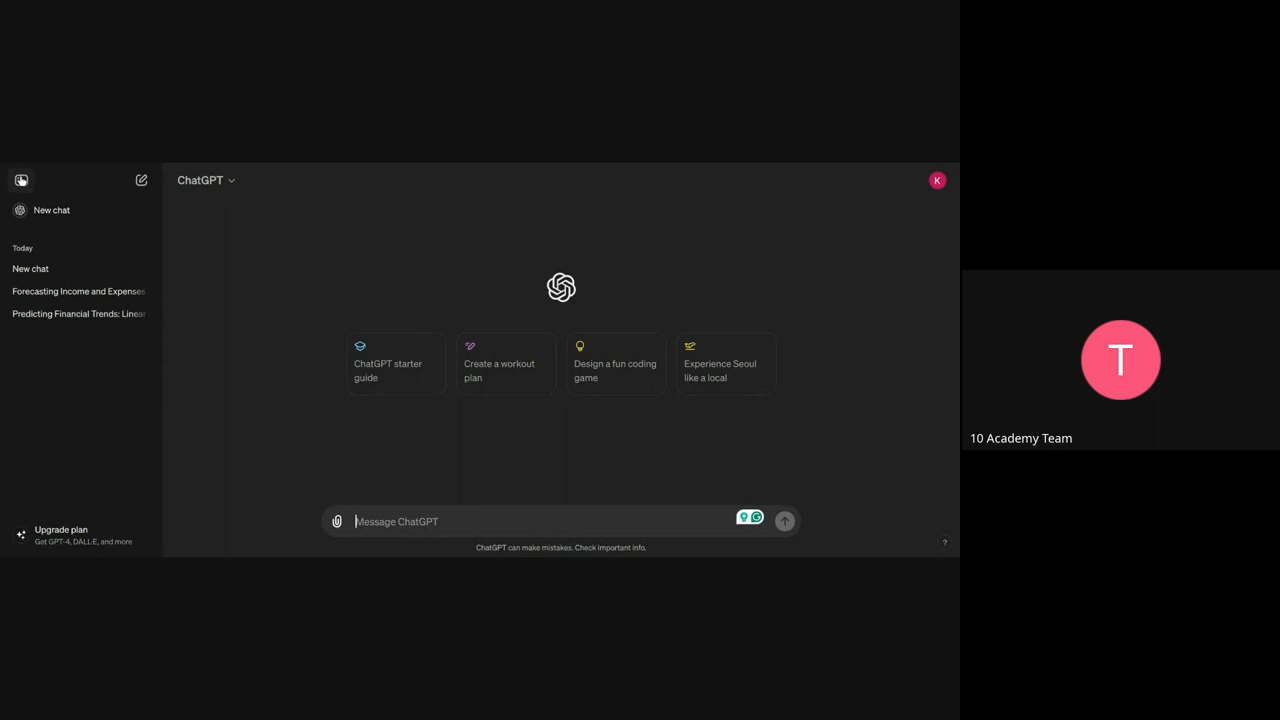 ChatGPT
K
New chat
Today
New chat
Forecasting Income and Expenses
Predicting Financial Trends: Linear
ChatGPT starter
guide
Create a workout
plan
Design a fun coding
game
Experience Seoul
like a local
Upgrade plan
Get GPT-4, DALL·E, and more
Message ChatGPT
ChatGPT can make mistakes. Check important info.
?
T
10 Academy Team